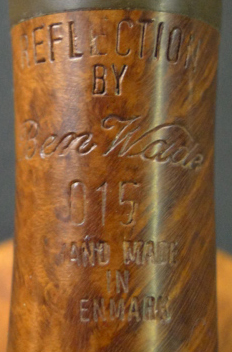 REFLECTION
BY
Ben Wade
015
HAND MADE
IN
DENMARK